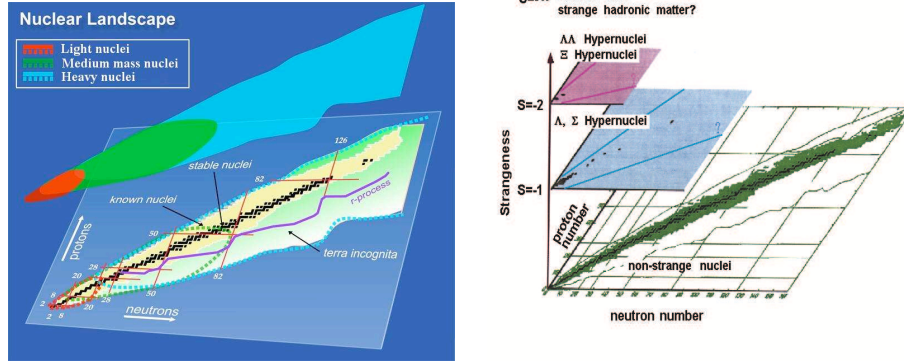 Nuclear Landscape
Light nuclei
Medium mass nuclei
Heavy nuclei
stable nuclei
known nuclei
126
82
r-process
50
protons
terra incognita
28
20
82
50
8
28
2
20
2 8
neutrons
strange hadronic matter?
ΛΛ Hypernuclei
Ξ Hypernuclei
S=-2
Λ, Σ Hypernuclei
?
S=-1
Strangeness
proton
number
non-strange nuclei
neutron number